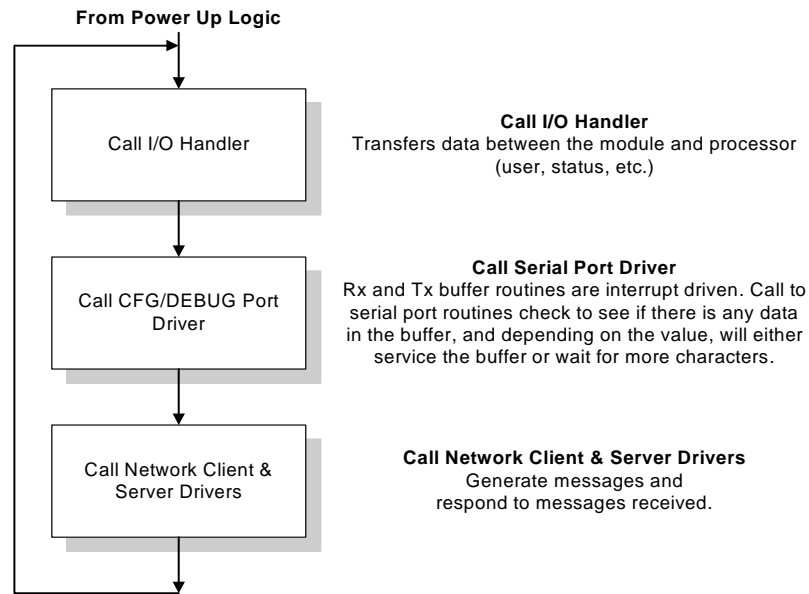 From Power Up Logic
Call I/O Handler
Call I/O Handler
Transfers data between the module and processor
(user, status, etc.)
Call CFG/DEBUG Port
Driver
Call Serial Port Driver
Rx and Tx buffer routines are interrupt driven. Call to
serial port routines check to see if there is any data
in the buffer, and depending on the value, will either
service the buffer or wait for more characters.
Call Network Client &
Server Drivers
Call Network Client & Server Drivers
Generate messages and
respond to messages received.